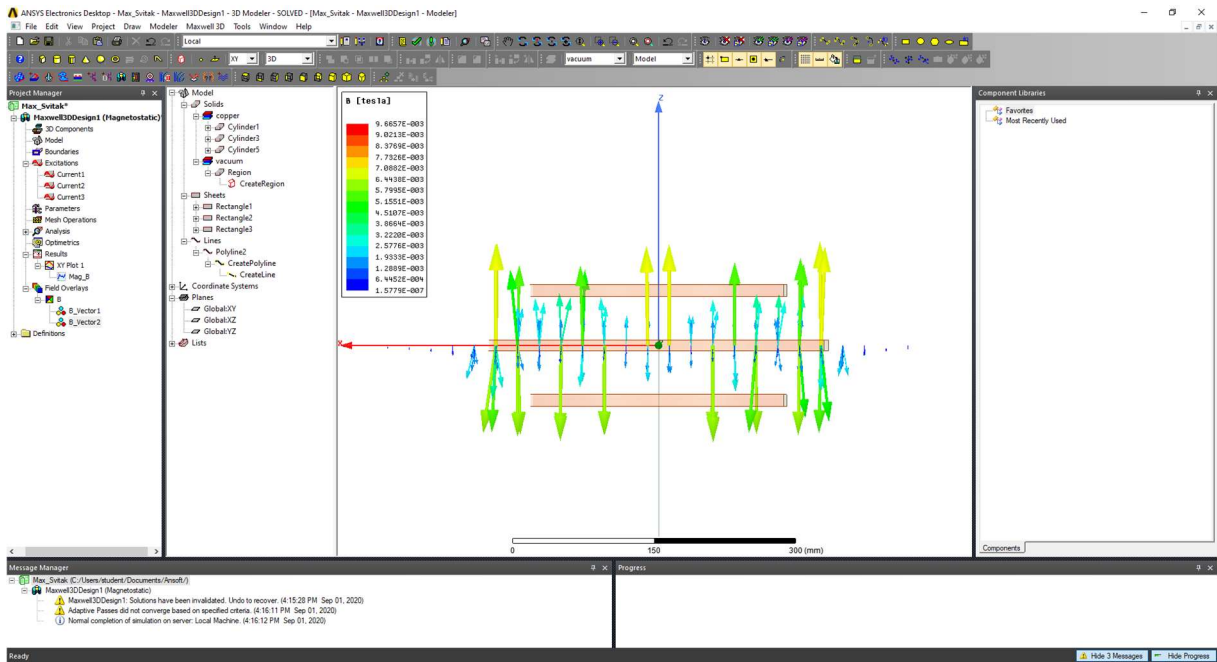 ANSYS Electronics Desktop - Max_Svitak - Maxwell3DDesign1 - 3D Modeler - SOLVED - [Max_Svitak - Maxwell3DDesign1 - Modeler]
File Edit View Project Draw Modeler Maxwell 3D Tools Window Help
Local
XY 3D vacuum Model
Project Manager
Max_Svitak*
Maxwell3DDesign1 (Magnetostatic)*
3D Components
Model
Boundaries
Excitations
Current1
Current2
Current3
Parameters
Mesh Operations
Analysis
Optimetrics
Results
XY Plot 1
Mag_B
Field Overlays
B
B_Vector1
B_Vector2
Definitions
Model
Solids
copper
Cylinder1
Cylinder3
Cylinder5
vacuum
Region
CreateRegion
Sheets
Rectangle1
Rectangle2
Rectangle3
Lines
Polyline2
CreatePolyline
CreateLine
Coordinate Systems
Planes
Global:XY
Global:XZ
Global:YZ
Lists
B [tesla]
9.6657E-003
9.0213E-003
8.3769E-003
7.7326E-003
7.0882E-003
6.4438E-003
5.7995E-003
5.1551E-003
4.5107E-003
3.8664E-003
3.2220E-003
2.5776E-003
1.9333E-003
1.2889E-003
6.4452E-004
1.5779E-007
Z
X
0 150 300 (mm)
Component Libraries
Favorites
Most Recently Used
Components
Message Manager
Max_Svitak (C:/Users/student/Documents/Ansoft/)
Maxwell3DDesign1 (Magnetostatic)
Maxwell3DDesign1: Solutions have been invalidated. Undo to recover. (4:15:28 PM Sep 01, 2020)
Adaptive Passes did not converge based on specified criteria. (4:16:11 PM Sep 01, 2020)
Normal completion of simulation on server: Local Machine. (4:16:12 PM Sep 01, 2020)
Progress
Ready
Hide 3 Messages Hide Progress